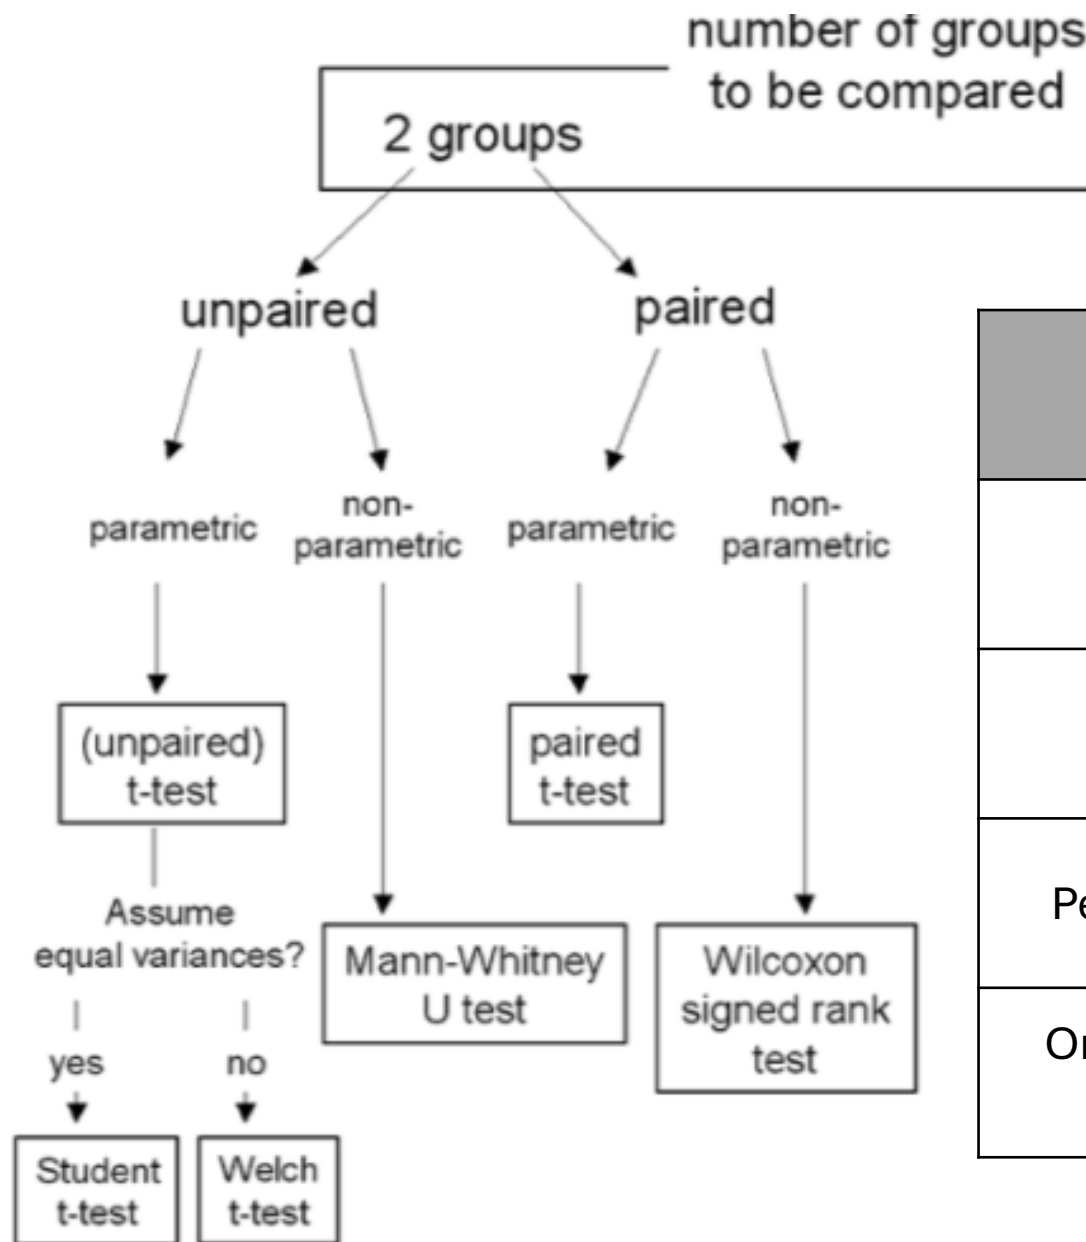 number of groups
to be compared
2 groups
unpaired
paired
parametric
non-
parametric
parametric
non-
parametric
(unpaired)
t-test
paired
t-test
Assume
equal variances?
Mann-Whitney
U test
Wilcoxon
signed rank
test
yes
no
Student
t-test
Welch
t-test